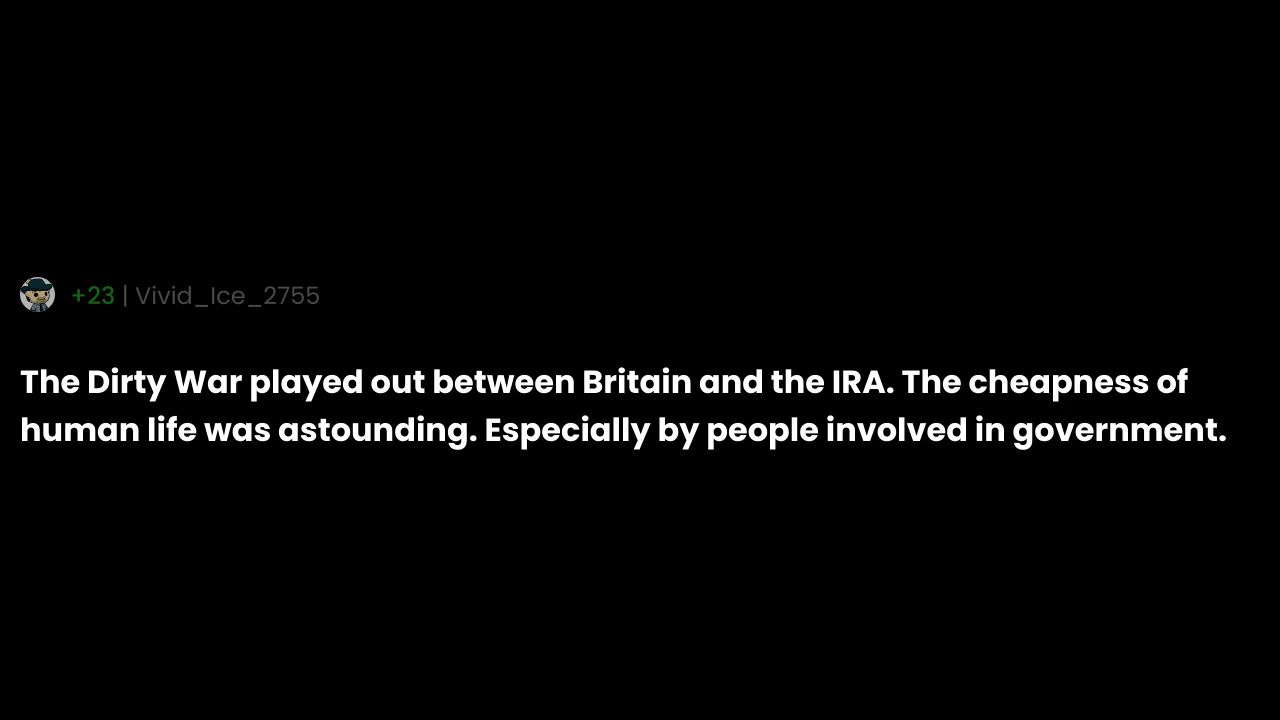 +23 | Vivid_Ice_2755
The Dirty War played out between Britain and the IRA. The cheapness of
human life was astounding. Especially by people involved in government.